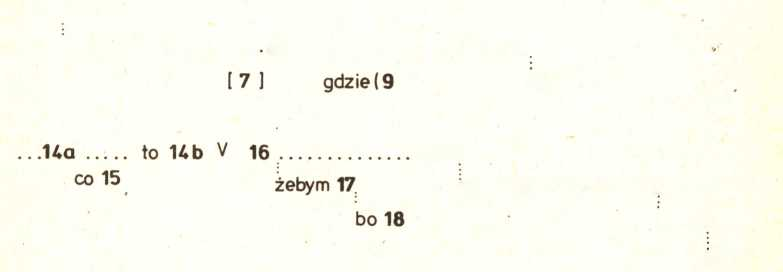 [ 7 ] gdzie (9
...14a ..... to 14b V 16 ..............
co 15 żebym 17
bo 18